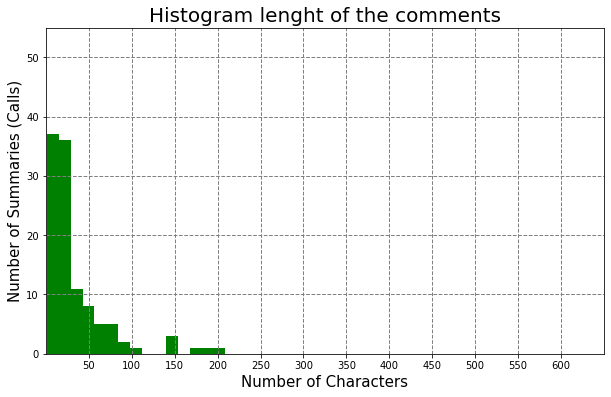 Histogram lenght of the comments
Number of Summaries (Calls)
50
40
30
20
10
0
50 100 150 200 250 300 350 400 450 500 550 600
Number of Characters